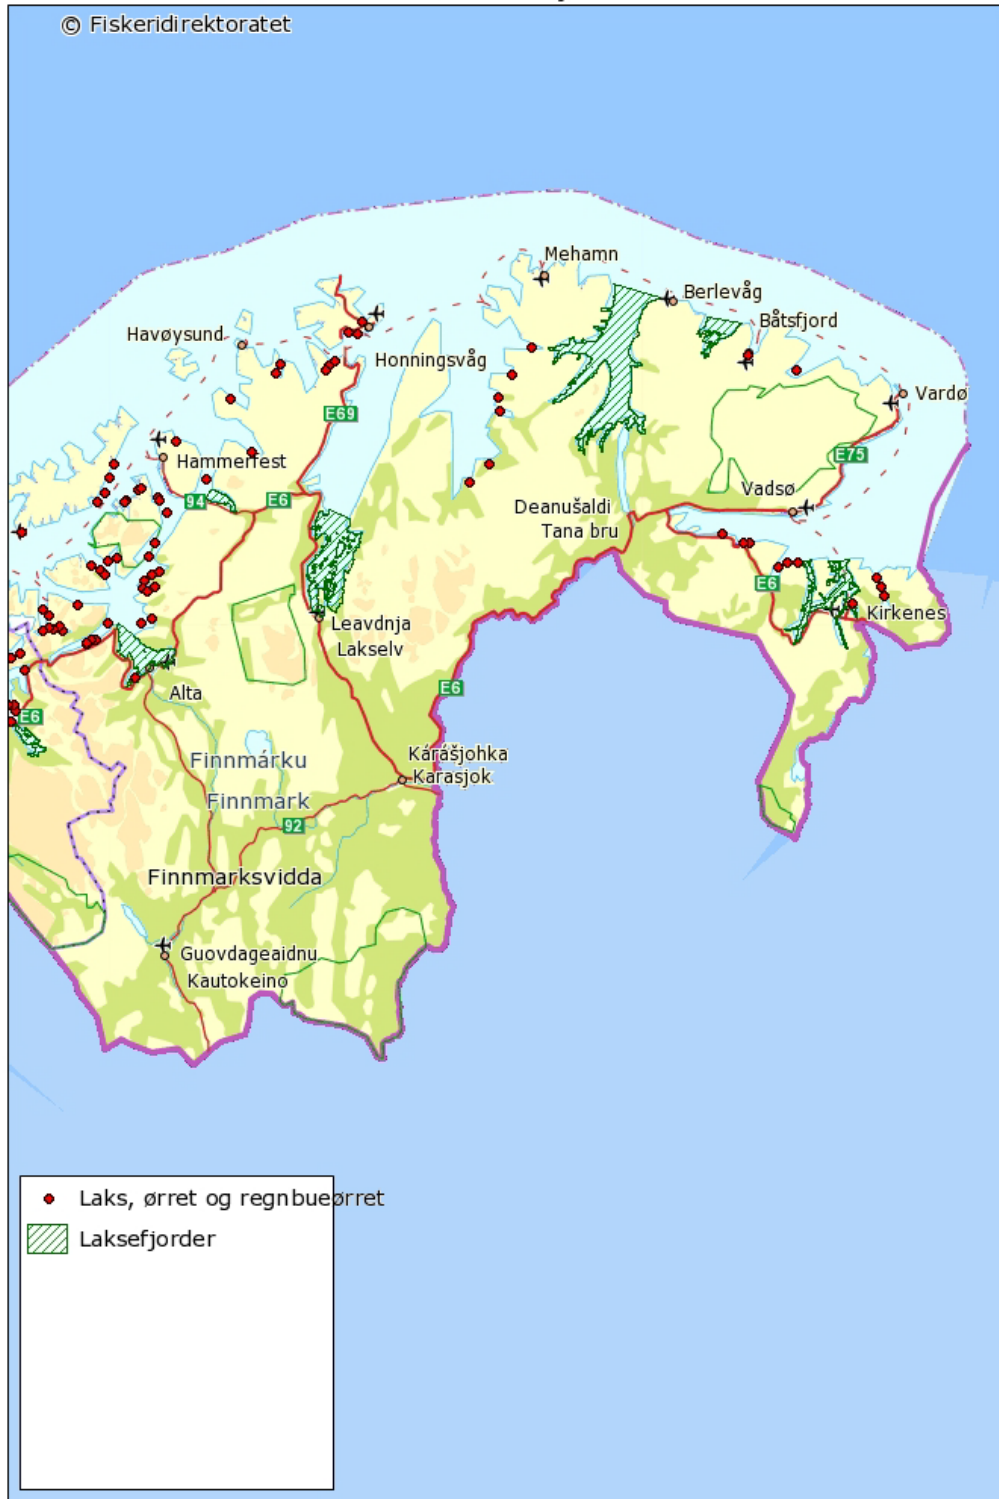 © Fiskeridirektoratet
Mehamn
Berlevåg
Båtsfjord
Havøysund
Honningsvåg
Vardø
E69
Hammerfest
E75
94
E6
Vadsø
Deanušaldi
Tana bru
E6
Kirkenes
Leavdnja
Lakselv
E6
Alta
E6
Kárášjohka
Karasjok
Finnmárku
Finnmark
92
Finnmarksvidda
Guovdageaidnu
Kautokeino
Laks, ørret og regnbueørret
Laksefjorder